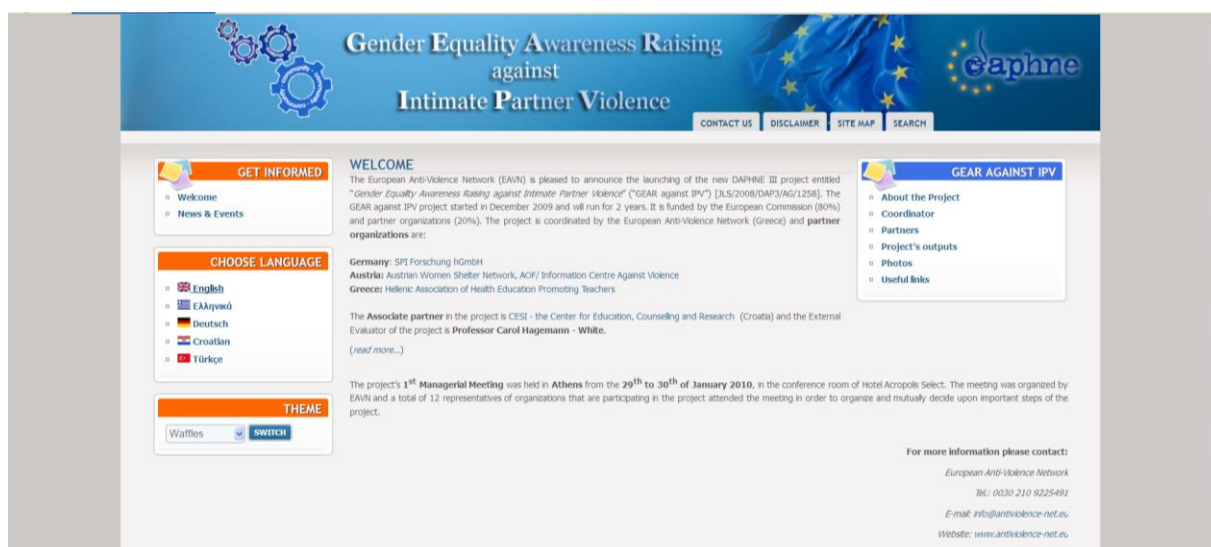 Gender Equality Awareness Raising
against
Intimate Partner Violence
daphne
CONTACT US DISCLAIMER SITE MAP SEARCH
GET INFORMED
Welcome
News & Events
CHOOSE LANGUAGE
English
Ελληνικά
Deutsch
Croatian
Türkçe
THEME
Waffles SWITCH
WELCOME
The European Anti-Violence Network (EAVN) is pleased to announce the launching of the new DAPHNE III project entitled
"Gender Equality Awareness Raising against Intimate Partner Violence" ("GEAR against IPV") [JLS/2008/DAP3/AG/1258]. The
GEAR against IPV project started in December 2009 and will run for 2 years. It is funded by the European Commission (80%)
and partner organizations (20%). The project is coordinated by the European Anti-Violence Network (Greece) and partner
organizations are:
Germany: SPI Forschung hGmbH
Austria: Austrian Women Shelter Network, AOF/ Information Centre Against Violence
Greece: Hellenic Association of Health Education Promoting Teachers
The Associate partner in the project is CESI - the Center for Education, Counseling and Research (Croatia) and the External
Evaluator of the project is Professor Carol Hagemann - White.
(read more...)
The project's 1st Managerial Meeting was held in Athens from the 29th to 30th of January 2010, in the conference room of Hotel Acropolis Select. The meeting was organized by
EAVN and a total of 12 representatives of organizations that are participating in the project attended the meeting in order to organize and mutually decide upon important steps of the
project.
For more information please contact:
European Anti-Violence Network
Tel.: 0030 210 9225491
E-mail: info@antiviolence-net.eu
Website: www.antiviolence-net.eu
GEAR AGAINST IPV
About the Project
Coordinator
Partners
Project's outputs
Photos
Useful links